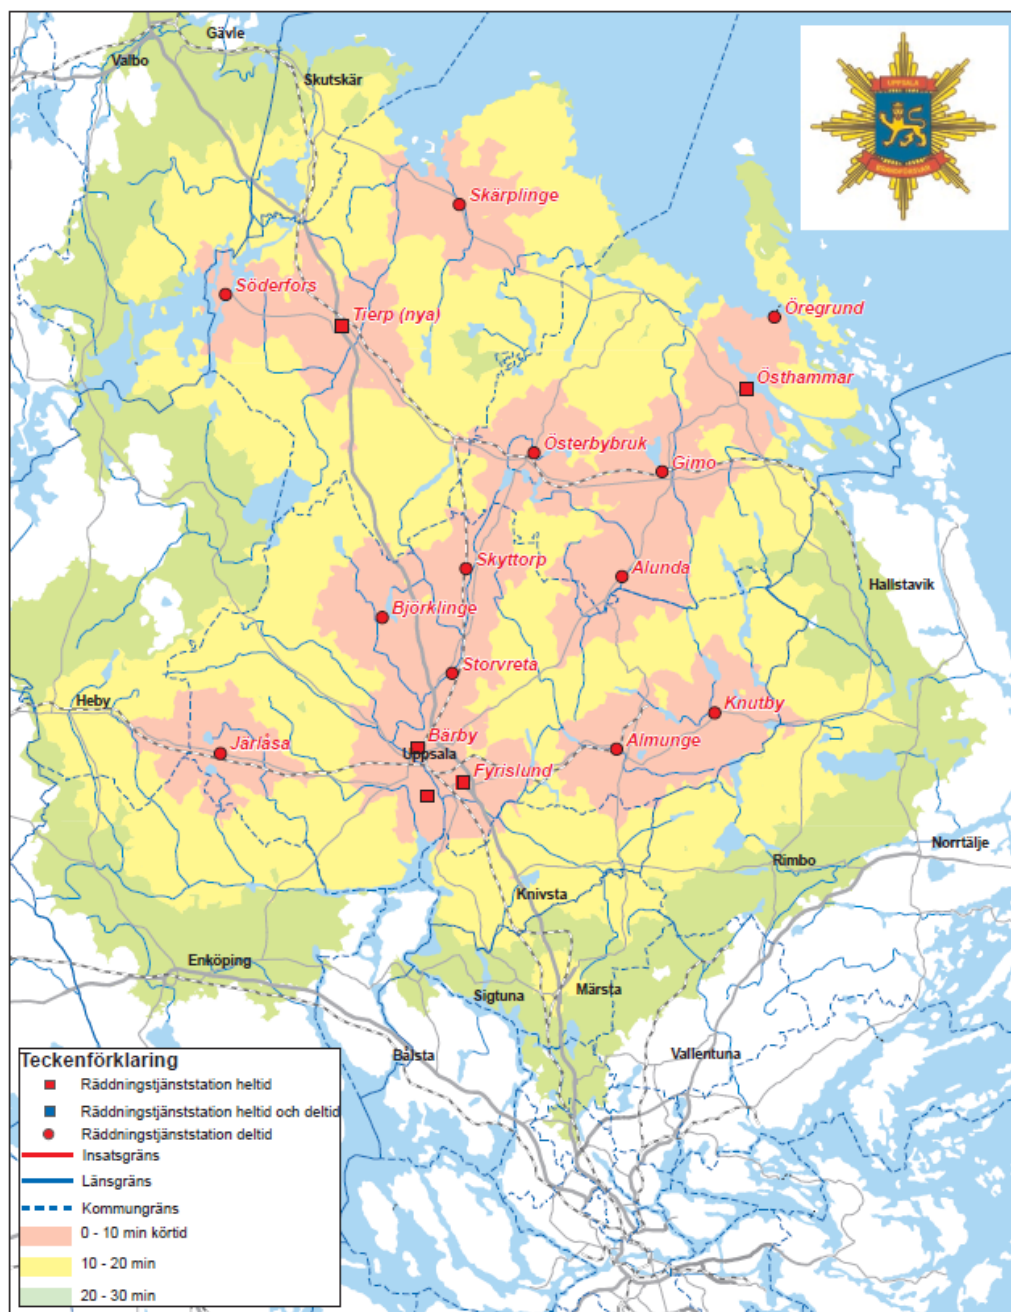 Gävle
Valbo
Skutskär
UPPSALA
BRANDFÖRSVAR
Skärplinge
Söderfors
Tierp (nya)
Öregrund
Östhammar
Österbybruk
Gimo
Skyttorp
Alunda
Hallstavik
Björklinge
Storvreta
Heby
Knutby
Järlåsa
Bärby
Uppsala
Almunge
Fyrislund
Norrtälje
Rimbo
Knivsta
Enköping
Sigtuna
Märsta
Bålsta
Vallentuna
Teckenförklaring
Räddningstjänststation heltid
Räddningstjänststation heltid och deltid
Räddningstjänststation deltid
Insatsgräns
Länsgräns
Kommungräns
0 - 10 min körtid
10 - 20 min
20 - 30 min